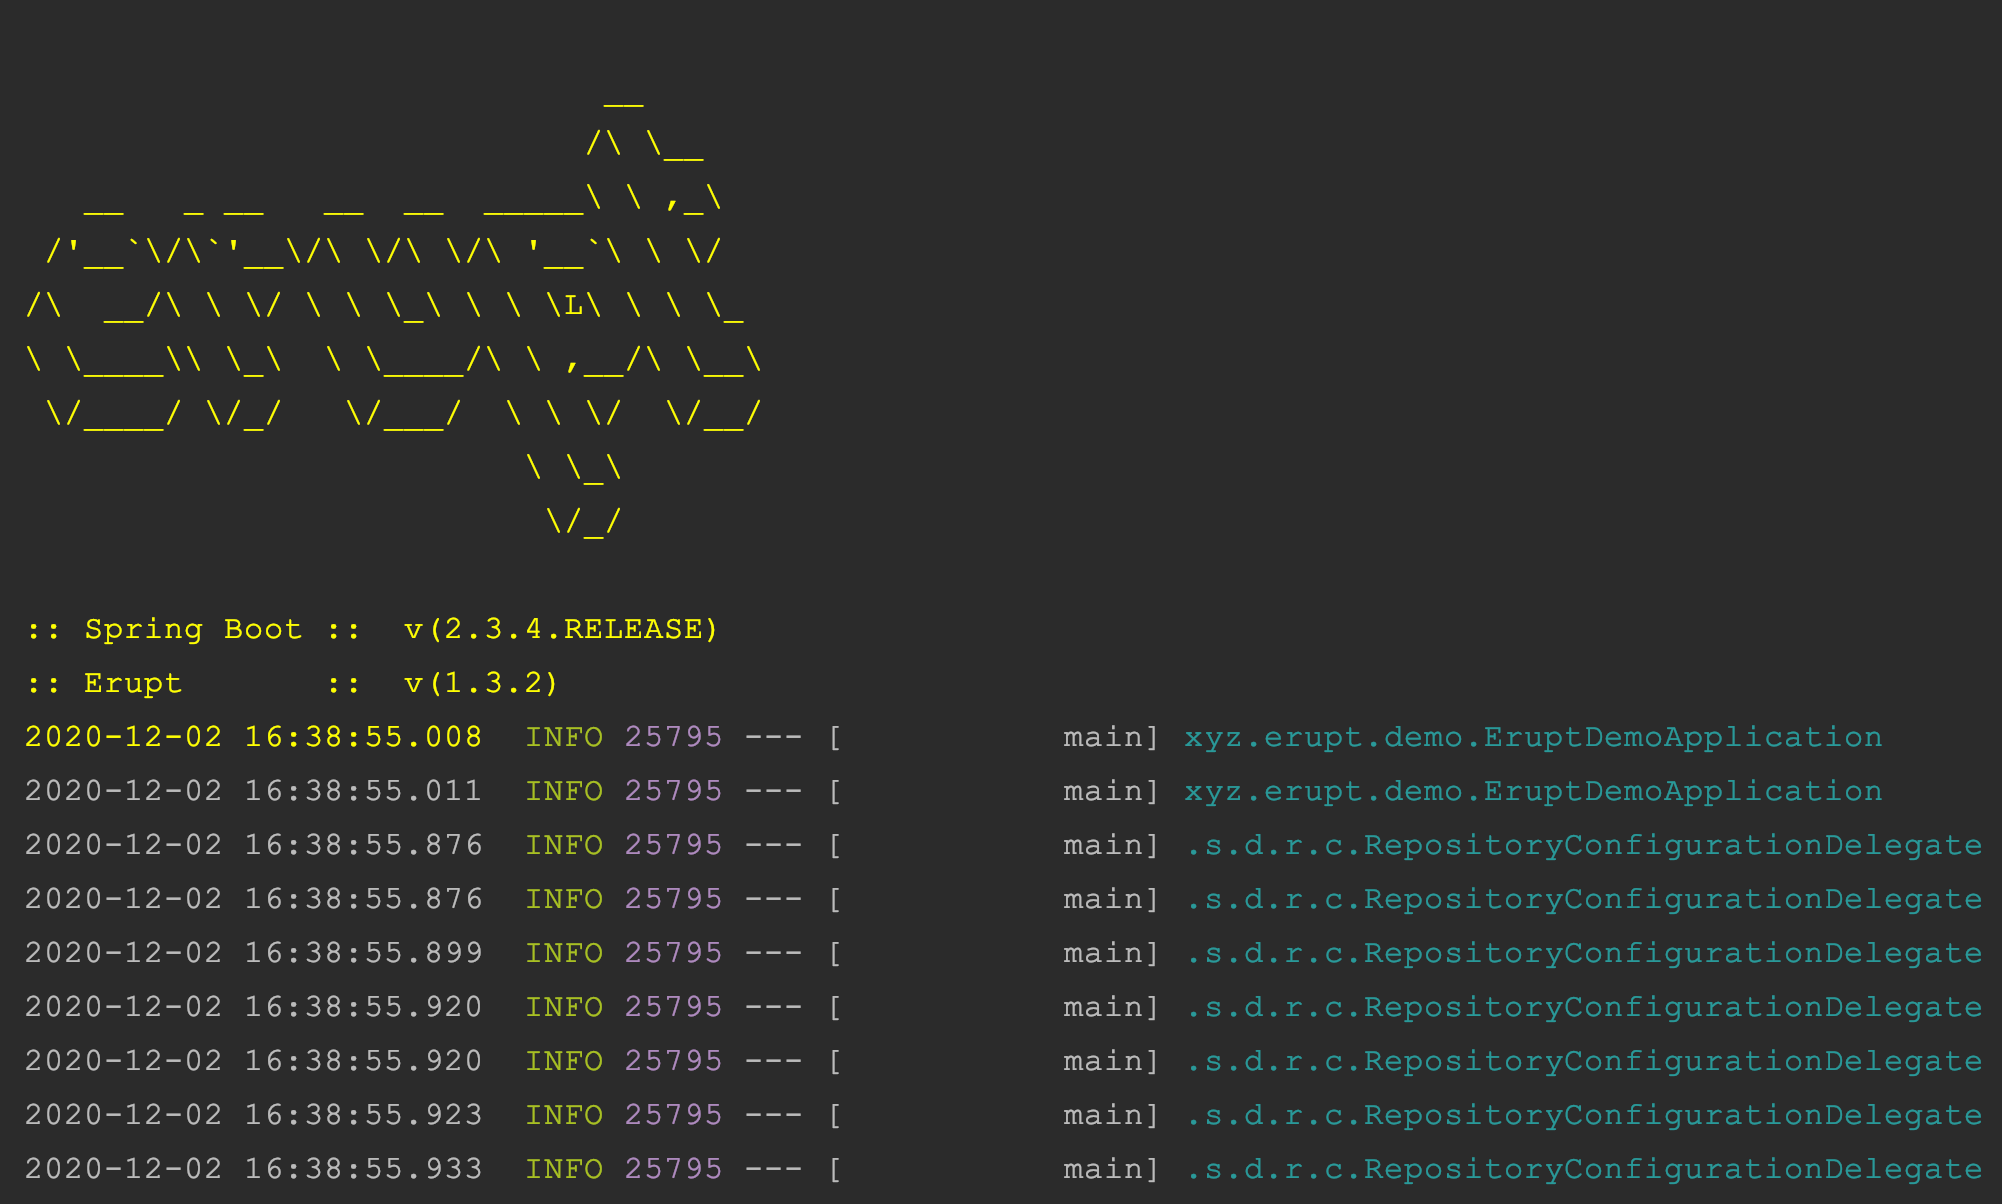 __
                            /\ \__
   __   _ __   __  __  _____\ \ ,_\
 /'__`\/\`'__\/\ \/\ \/\ '__`\ \ \/
/\  __/\ \ \/ \ \ \_\ \ \ \L\ \ \ \_
\ \____\\ \_\  \ \____/\ \ ,__/\ \__\
 \/____/ \/_/   \/___/  \ \ \/  \/__/
                         \ \_\
                          \/_/
:: Spring Boot ::  v(2.3.4.RELEASE)
:: Erupt       ::  v(1.3.2)
2020-12-02 16:38:55.008  INFO 25795 --- [           main] xyz.erupt.demo.EruptDemoApplication
2020-12-02 16:38:55.011  INFO 25795 --- [           main] xyz.erupt.demo.EruptDemoApplication
2020-12-02 16:38:55.876  INFO 25795 --- [           main] .s.d.r.c.RepositoryConfigurationDelegate
2020-12-02 16:38:55.876  INFO 25795 --- [           main] .s.d.r.c.RepositoryConfigurationDelegate
2020-12-02 16:38:55.899  INFO 25795 --- [           main] .s.d.r.c.RepositoryConfigurationDelegate
2020-12-02 16:38:55.920  INFO 25795 --- [           main] .s.d.r.c.RepositoryConfigurationDelegate
2020-12-02 16:38:55.920  INFO 25795 --- [           main] .s.d.r.c.RepositoryConfigurationDelegate
2020-12-02 16:38:55.923  INFO 25795 --- [           main] .s.d.r.c.RepositoryConfigurationDelegate
2020-12-02 16:38:55.933  INFO 25795 --- [           main] .s.d.r.c.RepositoryConfigurationDelegate